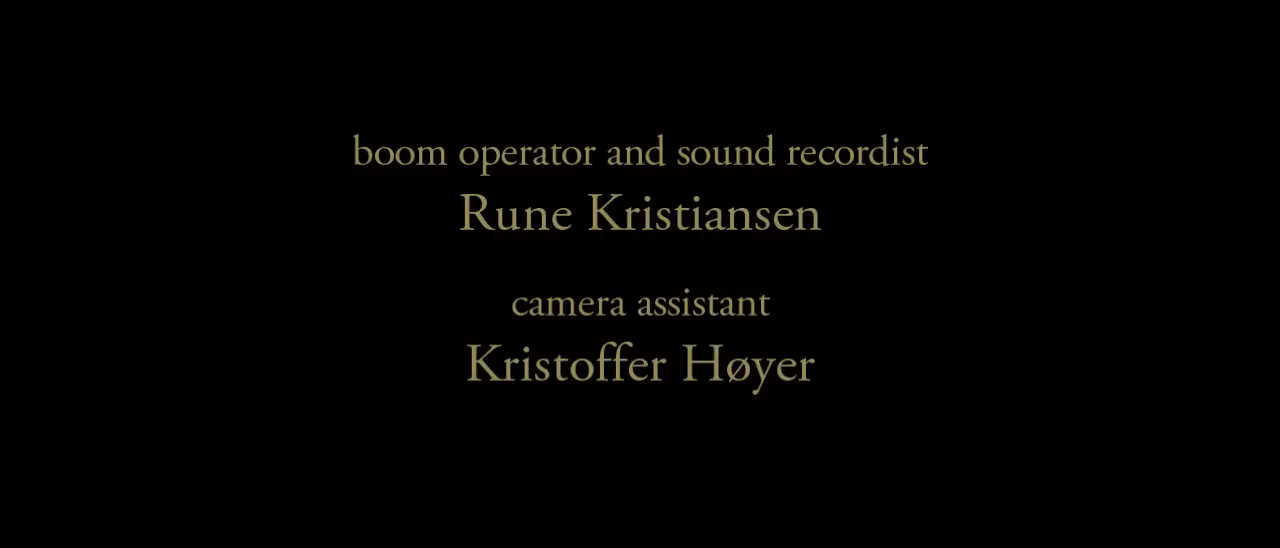 boom operator and sound recordist
Rune Kristiansen
camera assistant
Kristoffer Høyer